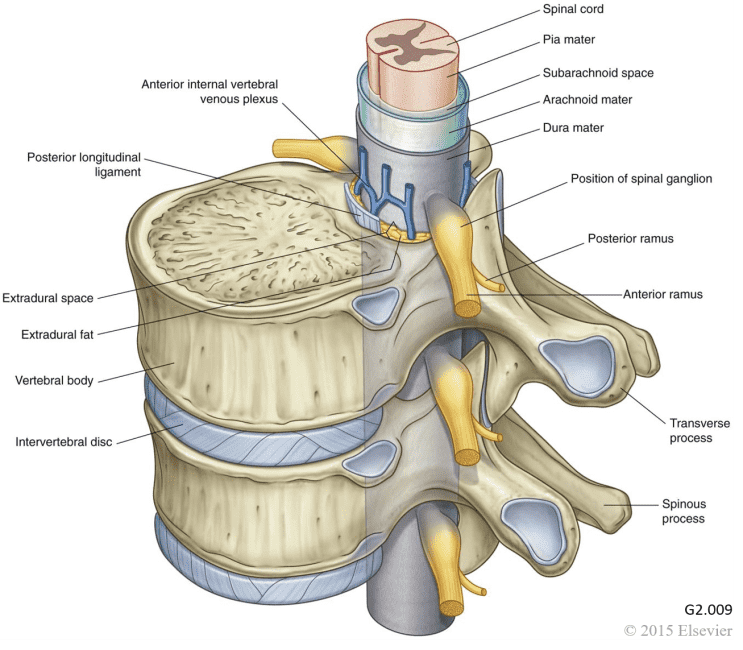 Spinal cord
Pia mater
Subarachnoid space
Arachnoid mater
Dura mater
Anterior internal vertebral
venous plexus
Posterior longitudinal
ligament
Position of spinal ganglion
Posterior ramus
Anterior ramus
Extradural space
Extradural fat
Vertebral body
Intervertebral disc
Transverse
process
Spinous
process
G2.009
© 2015 Elsevier